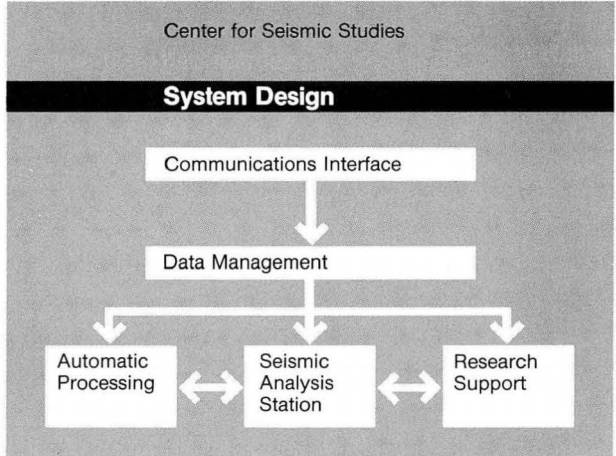 Center for Seismic Studies
System Design
Communications Interface
Data Management
Automatic
Processing
Seismic
Analysis
Station
Research
Support